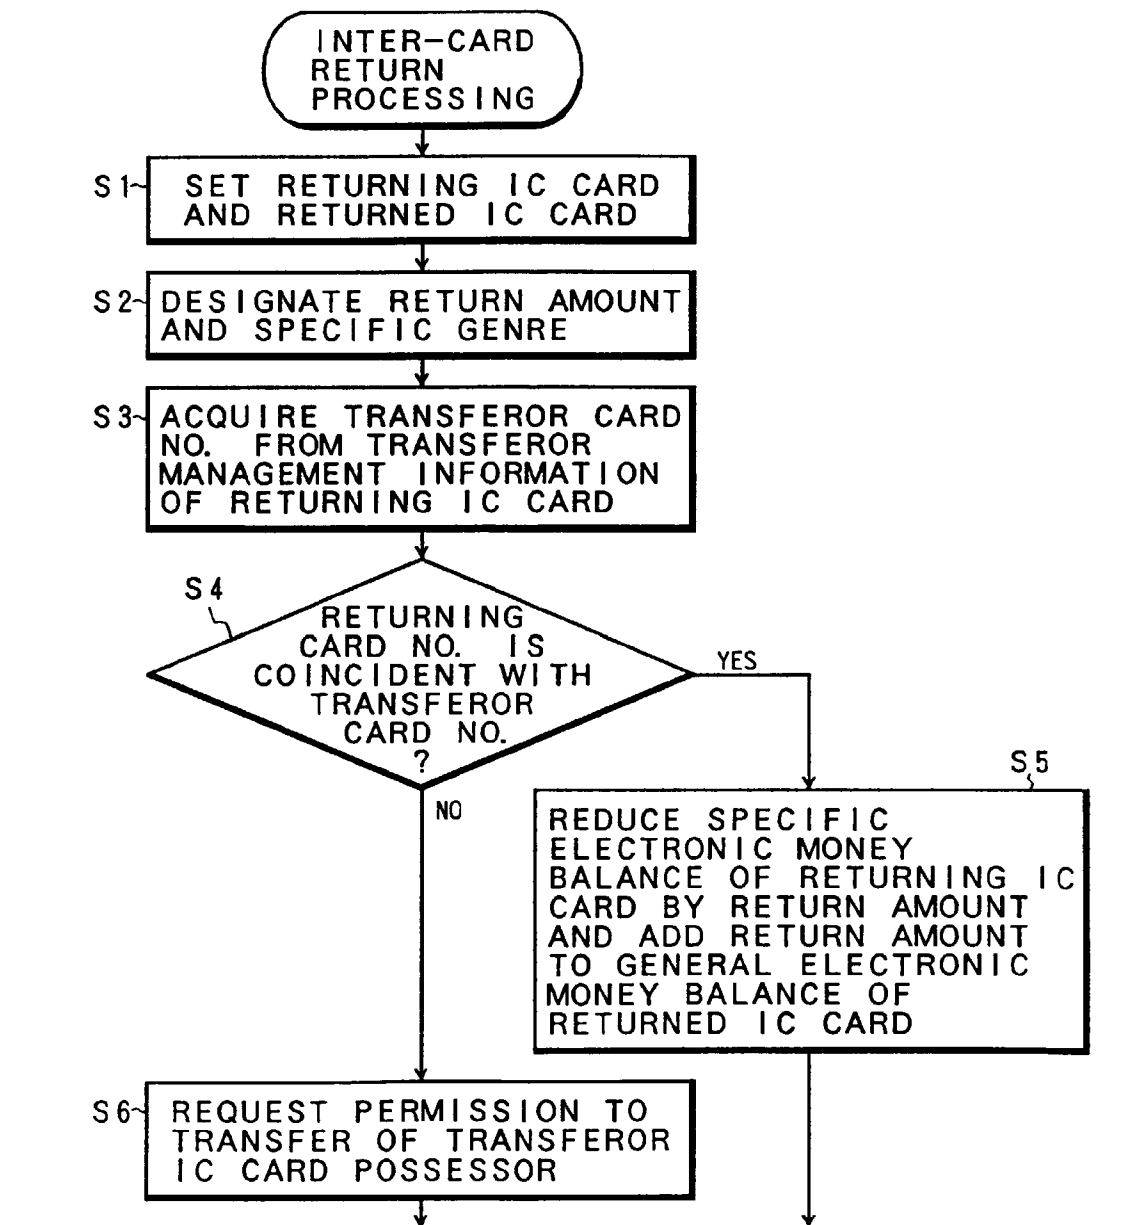 INTER-CARD
RETURN
PROCESSING
S1
SET RETURNING IC CARD
AND RETURNED IC CARD
S2
DESIGNATE RETURN AMOUNT
AND SPECIFIC GENRE
S3
ACQUIRE TRANSFEROR CARD
NO. FROM TRANSFEROR
MANAGEMENT INFORMATION
OF RETURNING IC CARD
S4
RETURNING
CARD NO. IS
COINCIDENT WITH
TRANSFEROR
CARD NO.
?
YES
NO
S5
REDUCE SPECIFIC
ELECTRONIC MONEY
BALANCE OF RETURNING IC
CARD BY RETURN AMOUNT
AND ADD RETURN AMOUNT
TO GENERAL ELECTRONIC
MONEY BALANCE OF
RETURNED IC CARD
S6
REQUEST PERMISSION TO
TRANSFER OF TRANSFEROR
IC CARD POSSESSOR